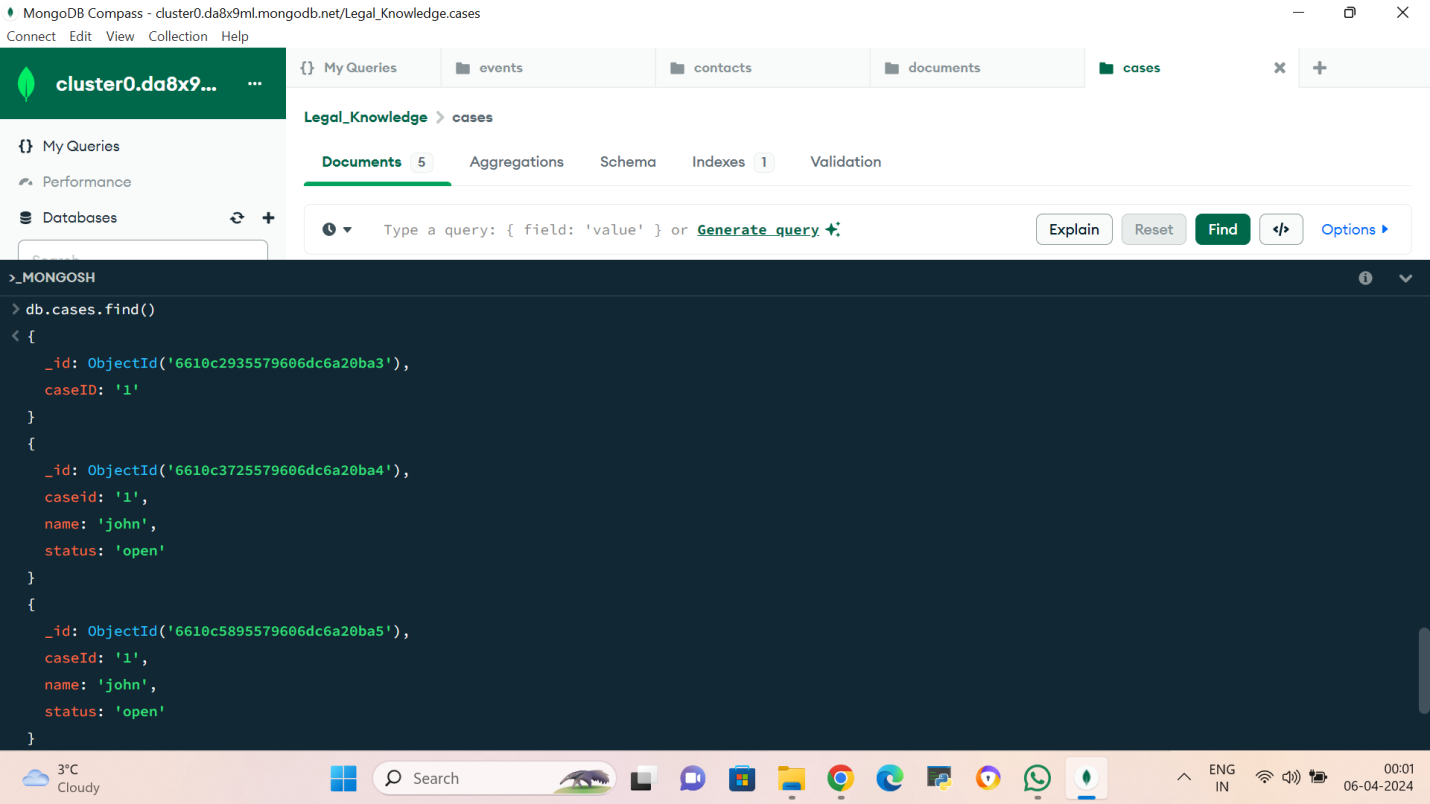 MongoDB Compass - cluster0.da8x9ml.mongodb.net/Legal_Knowledge.cases
Connect Edit View Collection Help
cluster0.da8x9... ...
{} My Queries
events
contacts
documents
cases
Legal_Knowledge > cases
{} My Queries
Performance
Databases
Search
Documents 5
Aggregations
Schema
Indexes 1
Validation
Type a query: { field: 'value' } or Generate query
Explain
Reset
Find
</>
Options
>_MONGOSH
> db.cases.find()
< {
_id: ObjectId('6610c2935579606dc6a20ba3'),
caseID: '1'
}
{
_id: ObjectId('6610c3725579606dc6a20ba4'),
caseid: '1',
name: 'john',
status: 'open'
}
{
_id: ObjectId('6610c5895579606dc6a20ba5'),
caseId: '1',
name: 'john',
status: 'open'
}
3°C
Cloudy
Search
ENG
IN
00:01
06-04-2024